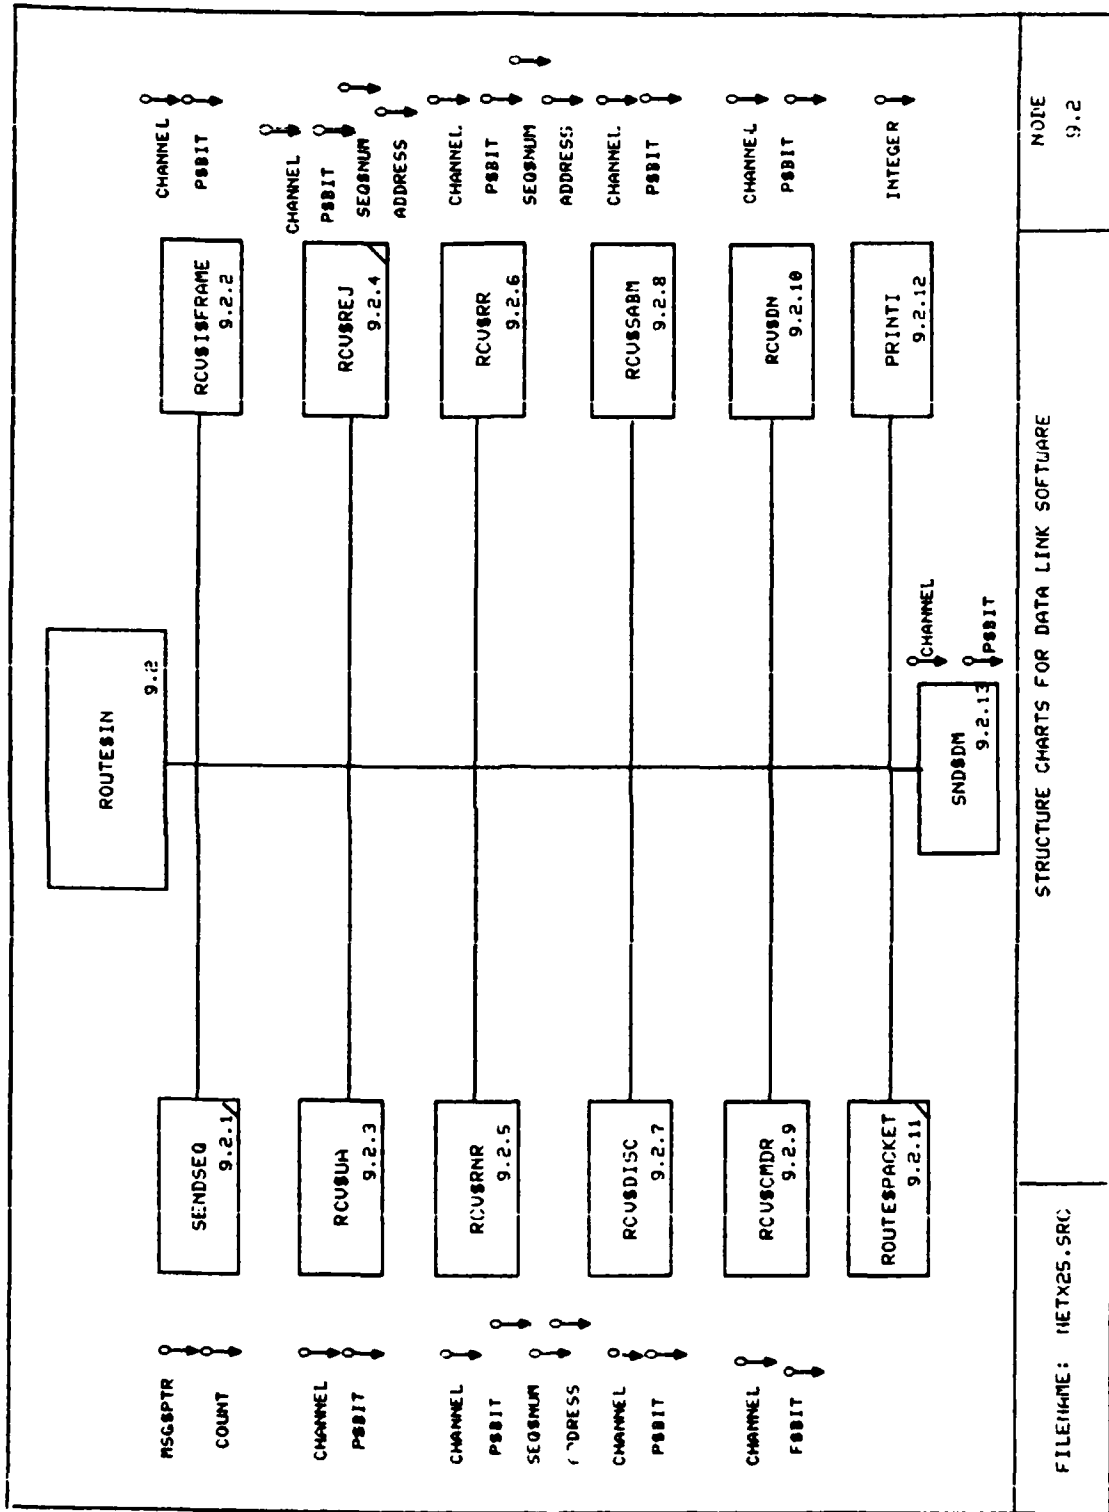 ROUTE$IN
9.2
MSG$PTR
COUNT
SENDSEQ
9.2.1
RCV$I$FRAME
9.2.2
CHANNEL
P$BIT
CHANNEL
P$BIT
RCV$UA
9.2.3
RCV$REJ
9.2.4
CHANNEL
P$BIT
SEQ$NUM
ADDRESS
CHANNEL
P$BIT
SEQ$NUM
ADDRESS
RCV$RNR
9.2.5
RCV$RR
9.2.6
CHANNEL
P$BIT
SEQ$NUM
ADDRESS
CHANNEL
P$BIT
RCV$DISC
9.2.7
RCV$SABM
9.2.8
CHANNEL
P$BIT
CHANNEL
F$BIT
RCV$CMDR
9.2.9
RCV$DN
9.2.10
CHANNEL
P$BIT
ROUTE$PACKET
9.2.11
PRINTI
9.2.12
INTEGER
SND$DM
9.2.13
CHANNEL
P$BIT
FILENAME: NETX25.SRC
STRUCTURE CHARTS FOR DATA LINK SOFTWARE
NODE
9.2